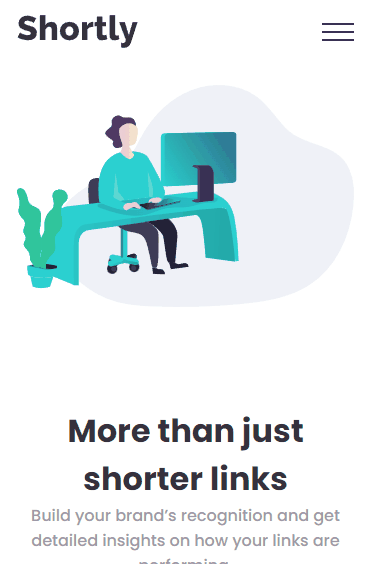 Shortly
More than just
shorter links
Build your brand’s recognition and get
detailed insights on how your links are
performing.